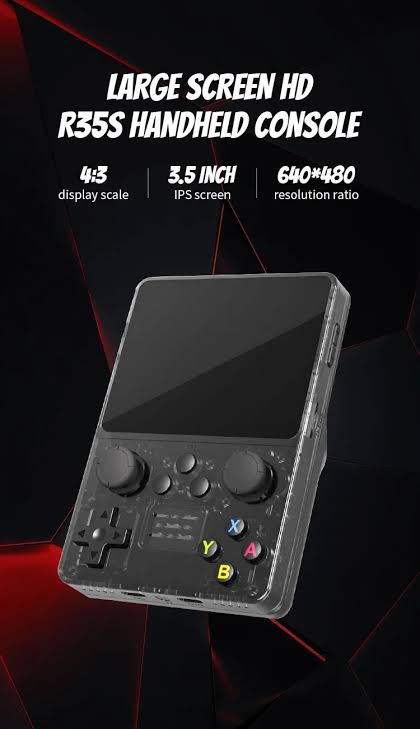 LARGE SCREEN HD
R35S HANDHELD CONSOLE
4:3
display scale
3.5 INCH
IPS screen
640*480
resolution ratio
X
Y
A
B